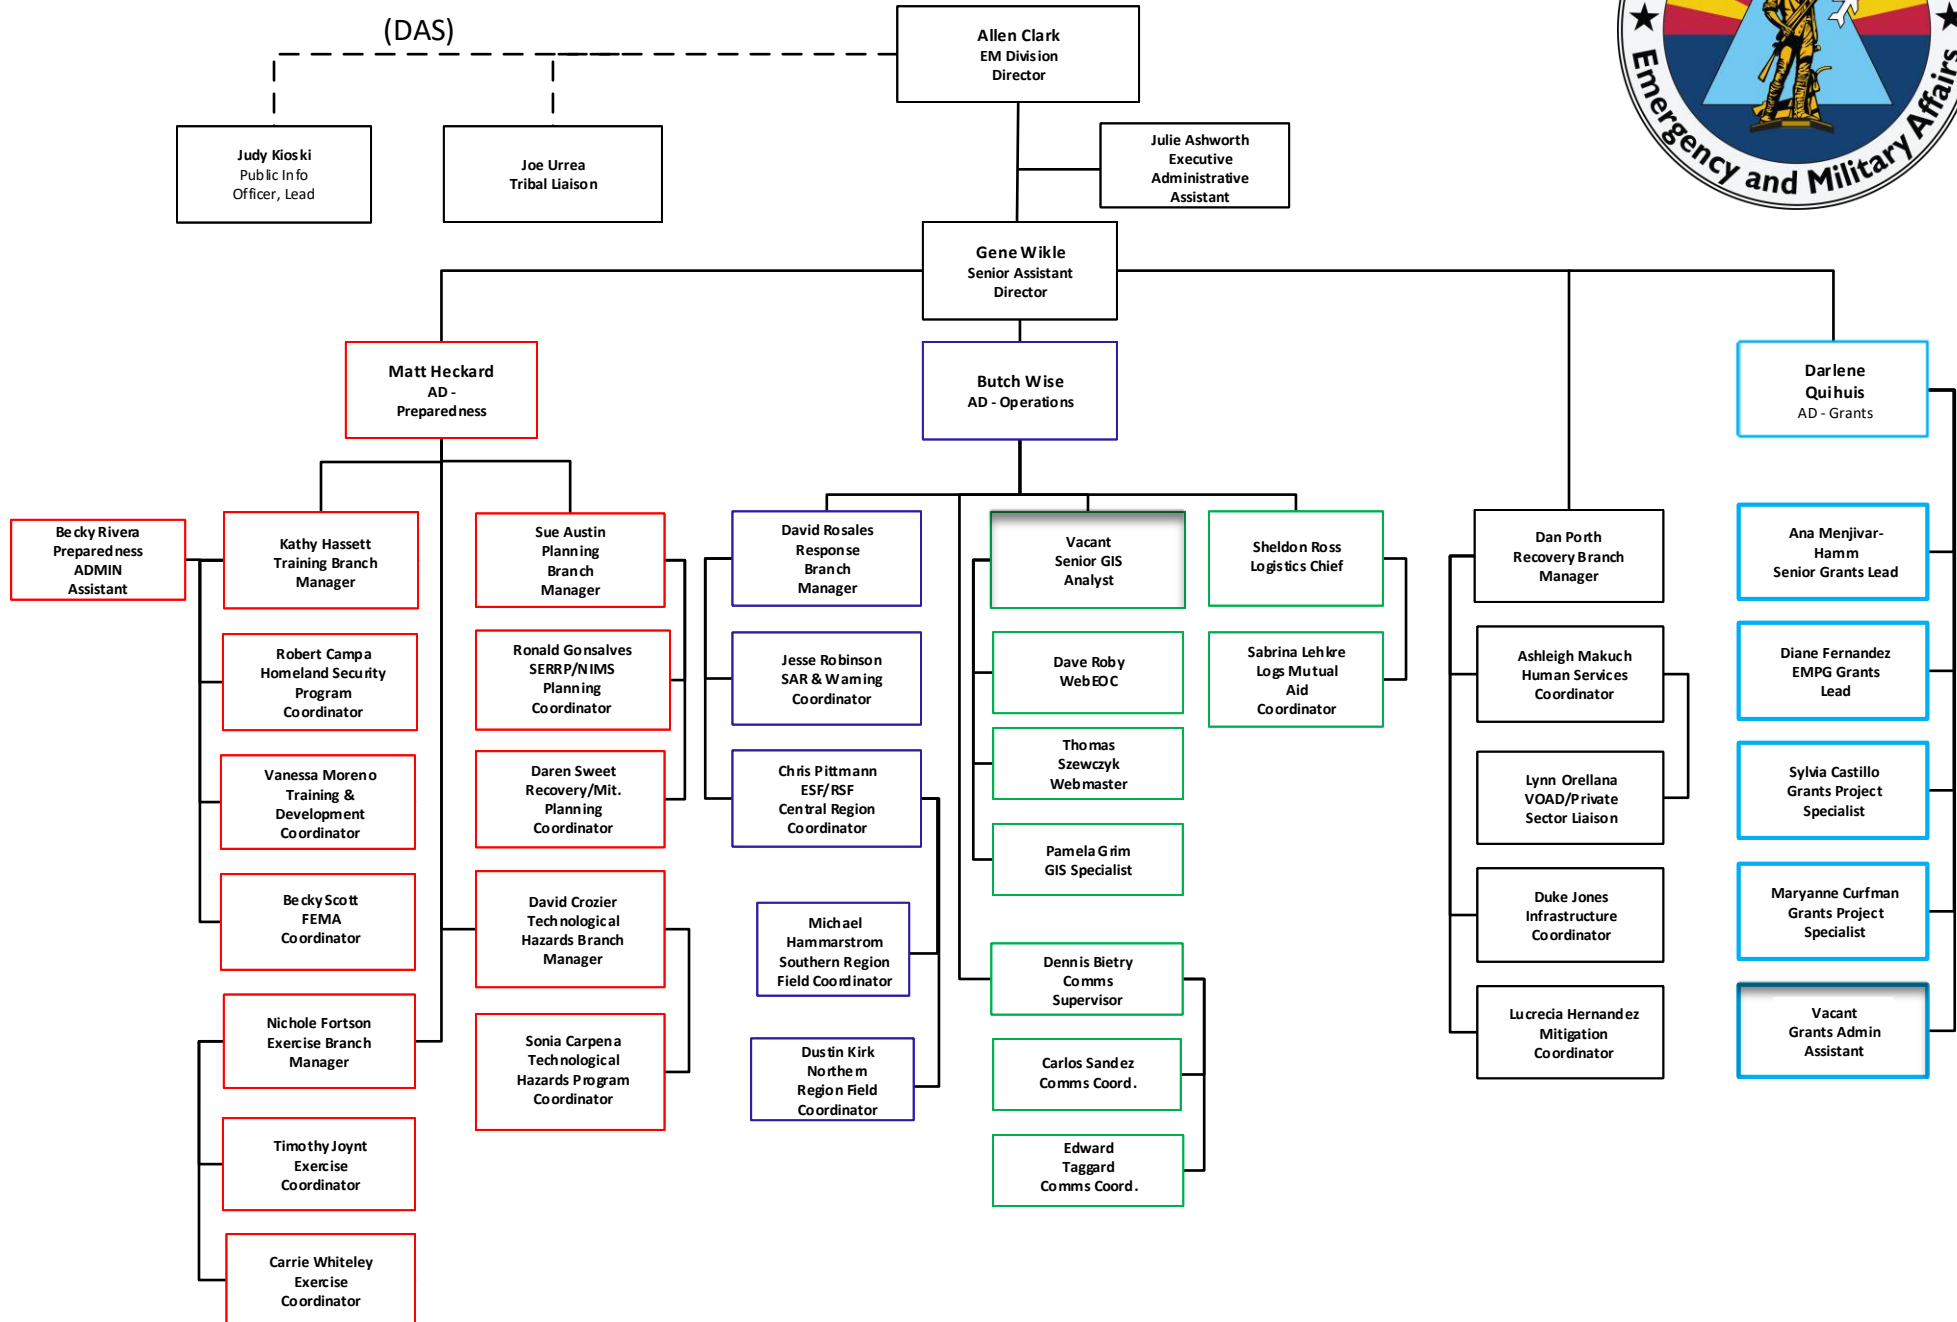 (DAS)
Allen Clark
EM Division
Director
Emergency and Military Affairs
Judy Kioski
Public Info
Officer, Lead
Joe Urrea
Tribal Liaison
Julie Ashworth
Executive
Administrative
Assistant
Gene Wikle
Senior Assistant
Director
Matt Heckard
AD -
Preparedness
Butch Wise
AD - Operations
Darlene
Quihuis
AD - Grants
Becky Rivera
Preparedness
ADMIN
Assistant
Kathy Hassett
Training Branch
Manager
Robert Campa
Homeland Security
Program
Coordinator
Vanessa Moreno
Training &
Development
Coordinator
Becky Scott
FEMA
Coordinator
Nichole Fortson
Exercise Branch
Manager
Timothy Joynt
Exercise
Coordinator
Carrie Whiteley
Exercise
Coordinator
Sue Austin
Planning
Branch
Manager
Ronald Gonsalves
SERRP/NIMS
Planning
Coordinator
Daren Sweet
Recovery/Mit.
Planning
Coordinator
David Crozier
Technological
Hazards Branch
Manager
Sonia Carpena
Technological
Hazards Program
Coordinator
David Rosales
Response
Branch
Manager
Jesse Robinson
SAR & Warning
Coordinator
Chris Pittmann
ESF/RSF
Central Region
Coordinator
Michael
Hammarstrom
Southern Region
Field Coordinator
Dustin Kirk
Northern
Region Field
Coordinator
Vacant
Senior GIS
Analyst
Dave Roby
WebEOC
Thomas
Szewczyk
Webmaster
Pamela Grim
GIS Specialist
Dennis Bietry
Comms
Supervisor
Carlos Sandez
Comms Coord.
Edward
Taggard
Comms Coord.
Sheldon Ross
Logistics Chief
Sabrina Lehkre
Logs Mutual
Aid
Coordinator
Dan Porth
Recovery Branch
Manager
Ashleigh Makuch
Human Services
Coordinator
Lynn Orellana
VOAD/Private
Sector Liaison
Duke Jones
Infrastructure
Coordinator
Lucrecia Hernandez
Mitigation
Coordinator
Ana Menjivar-
Hamm
Senior Grants Lead
Diane Fernandez
EMPG Grants
Lead
Sylvia Castillo
Grants Project
Specialist
Maryanne Curfman
Grants Project
Specialist
Vacant
Grants Admin
Assistant